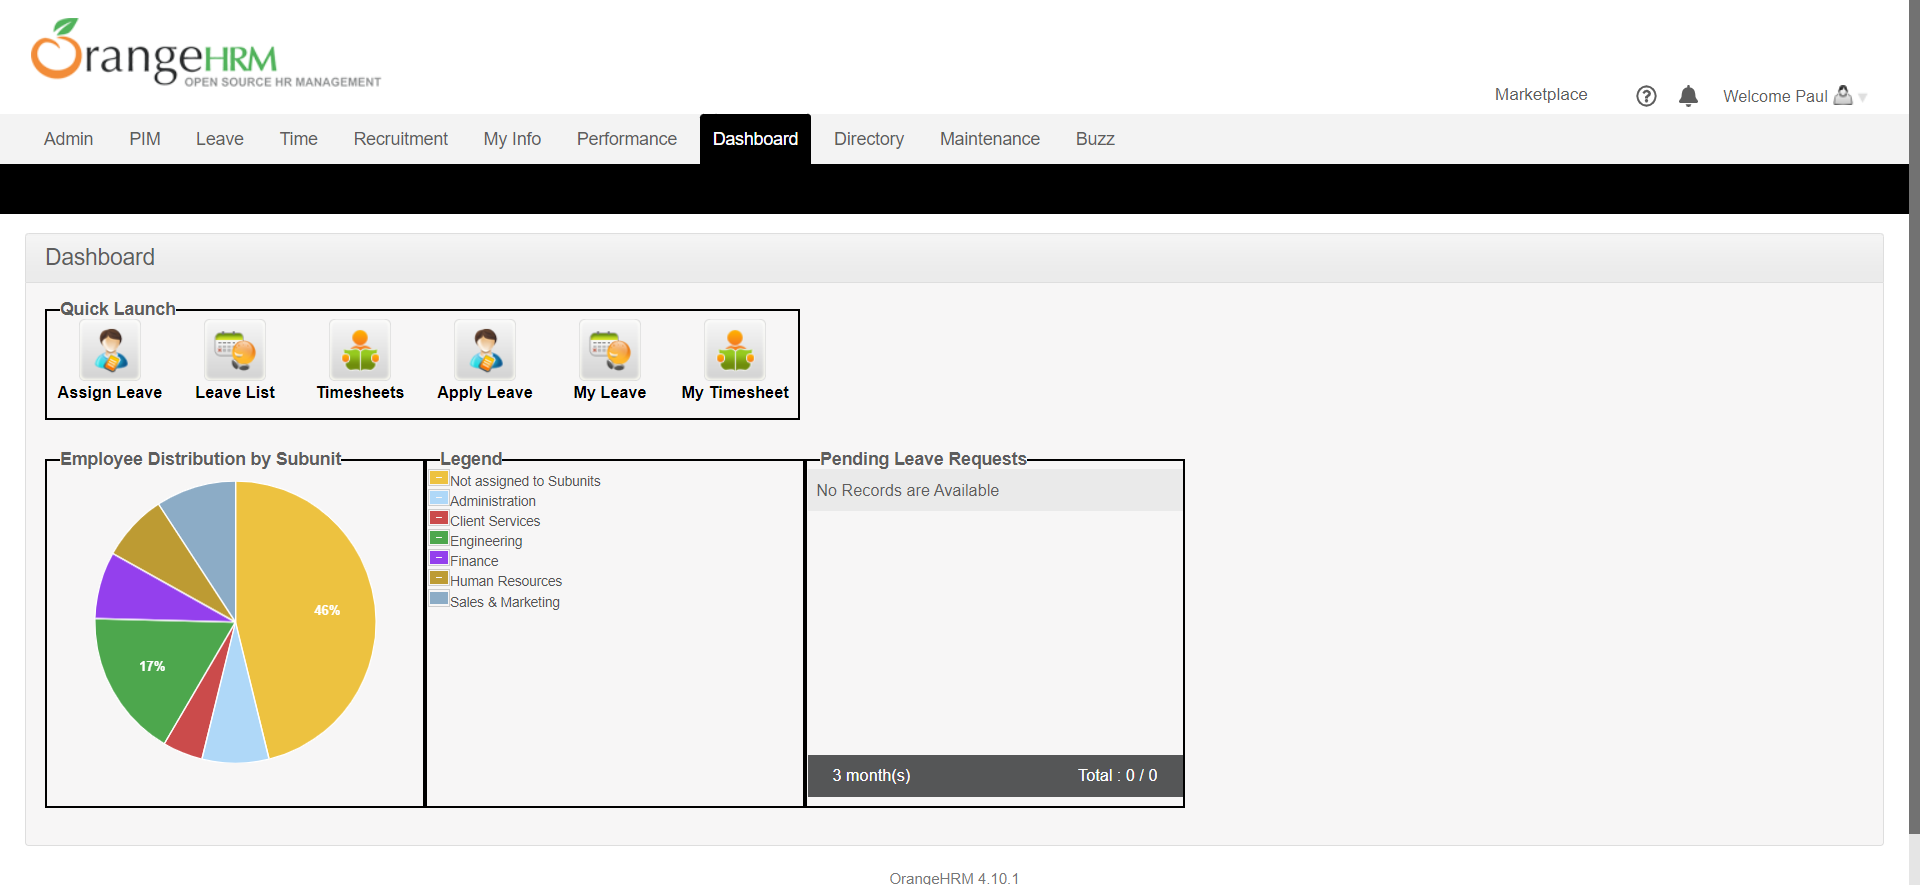 OrangeHRM
OPEN SOURCE HR MANAGEMENT
Marketplace
Welcome Paul
Admin PIM Leave Time Recruitment My Info Performance Dashboard Directory Maintenance Buzz
Dashboard
Quick Launch
Assign Leave Leave List Timesheets Apply Leave My Leave My Timesheet
Employee Distribution by Subunit
46%
17%
Legend
Not assigned to Subunits
Administration
Client Services
Engineering
Finance
Human Resources
Sales & Marketing
Pending Leave Requests
No Records are Available
3 month(s) Total : 0 / 0
OrangeHRM 4.10.1